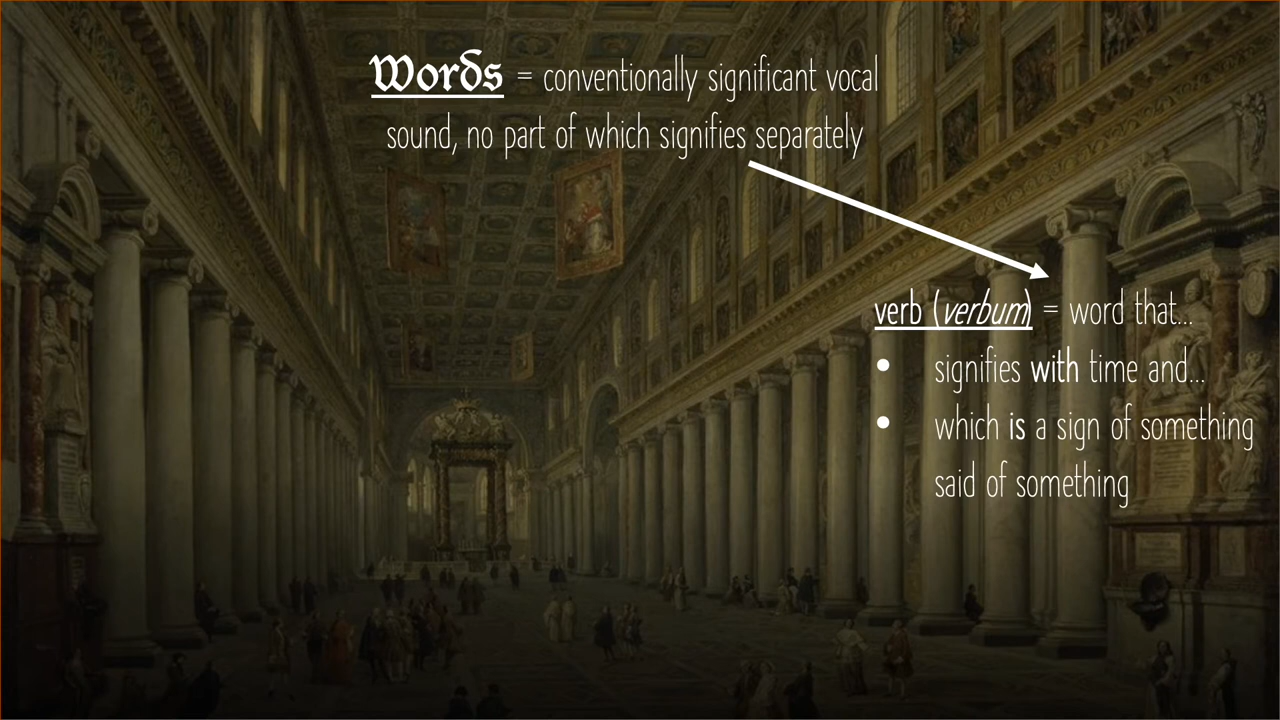 Words = conventionally significant vocal
sound, no part of which signifies separately
verb (verbum) = word that...
• signifies with time and...
• which is a sign of something
said of something